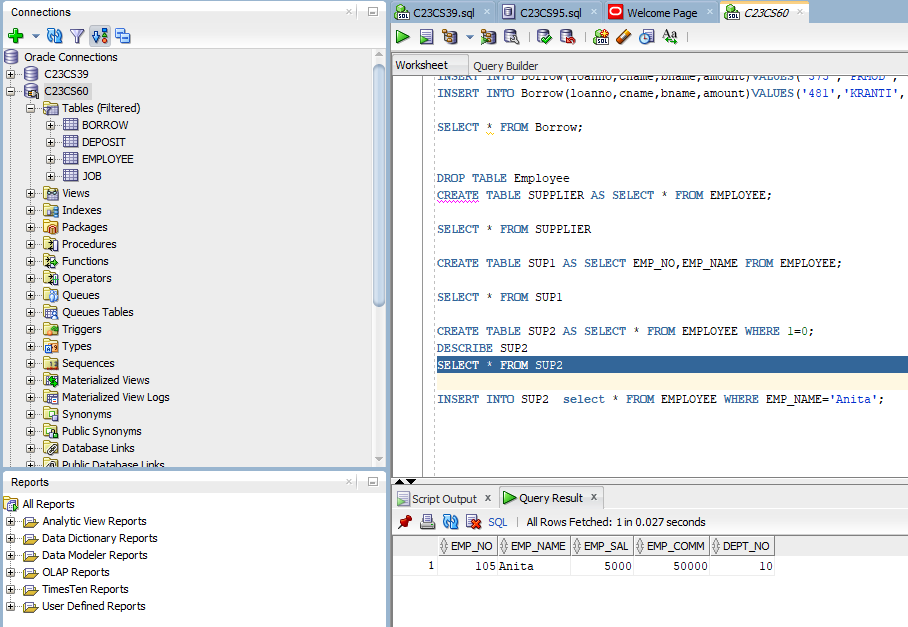 Connections
Oracle Connections
C23CS39
C23CS60
Tables (Filtered)
BORROW
DEPOSIT
EMPLOYEE
JOB
Views
Indexes
Packages
Procedures
Functions
Operators
Queues
Queues Tables
Triggers
Types
Sequences
Materialized Views
Materialized View Logs
Synonyms
Public Synonyms
Database Links
Public Database Links
Reports
All Reports
Analytic View Reports
Data Dictionary Reports
Data Modeler Reports
OLAP Reports
TimesTen Reports
User Defined Reports
C23CS39.sql C23CS95.sql Welcome Page C23CS60
Worksheet Query Builder
INSERT INTO Borrow(loanno,cname,bname,amount)VALUES('375','PRMOD',
INSERT INTO Borrow(loanno,cname,bname,amount)VALUES('481','KRANTI',
SELECT * FROM Borrow;
DROP TABLE Employee
CREATE TABLE SUPPLIER AS SELECT * FROM EMPLOYEE;
SELECT * FROM SUPPLIER
CREATE TABLE SUP1 AS SELECT EMP_NO,EMP_NAME FROM EMPLOYEE;
SELECT * FROM SUP1
CREATE TABLE SUP2 AS SELECT * FROM EMPLOYEE WHERE 1=0;
DESCRIBE SUP2
SELECT * FROM SUP2
INSERT INTO SUP2  select * FROM EMPLOYEE WHERE EMP_NAME='Anita';
Script Output Query Result
SQL | All Rows Fetched: 1 in 0.027 seconds
EMP_NO EMP_NAME EMP_SAL EMP_COMM DEPT_NO
1 105 Anita 5000 50000 10